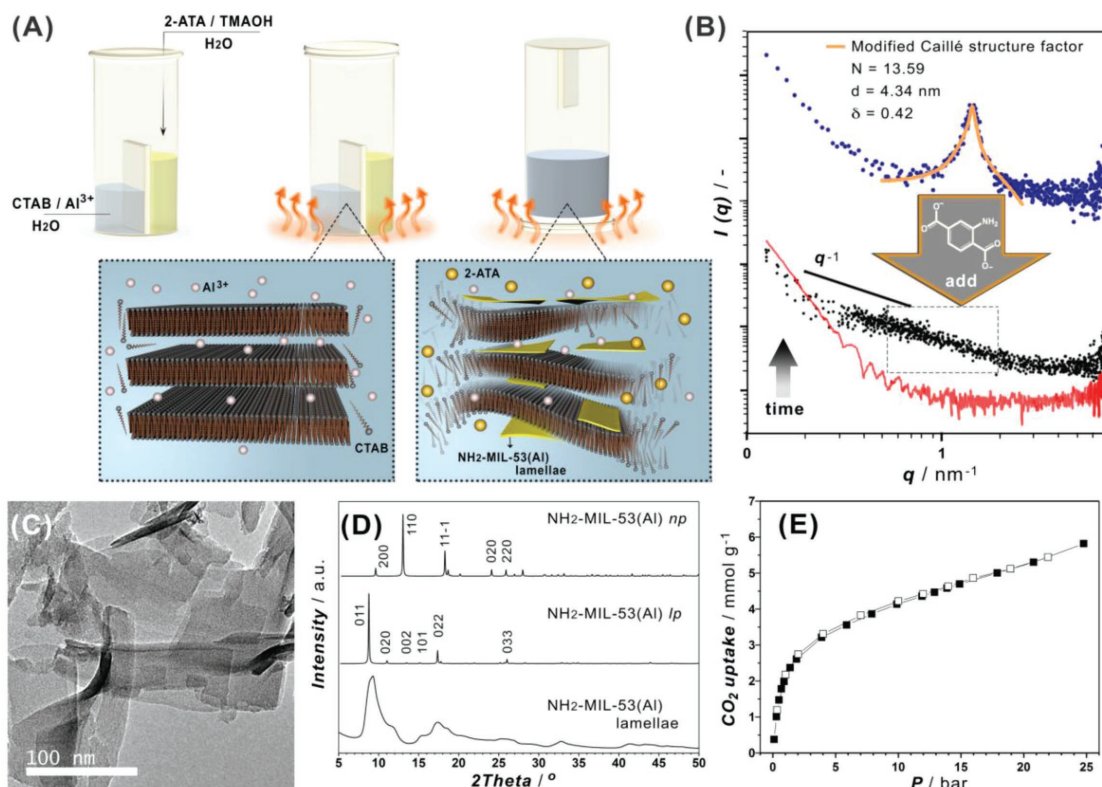 (A)
2-ATA / TMAOH
H2O
CTAB / Al3+
H2O
Al3+
CTAB
2-ATA
NH2-MIL-53(Al)
lamellae
(B)
Modified Caillé structure factor
N = 13.59
d = 4.34 nm
δ = 0.42
I (q) / -
O-
O
NH2
O
O-
add
q-1
time
1
q / nm-1
(C)
100 nm
(D)
Intensity / a.u.
NH2-MIL-53(Al) np
200
110
11-1
020
220
NH2-MIL-53(Al) lp
011
020
002
101
022
033
NH2-MIL-53(Al)
lamellae
5 10 15 20 25 30 35 40 45 50
2Theta / o
(E)
CO2 uptake / mmol g-1
7
6
5
4
3
2
1
0
0 5 10 15 20 25
P / bar